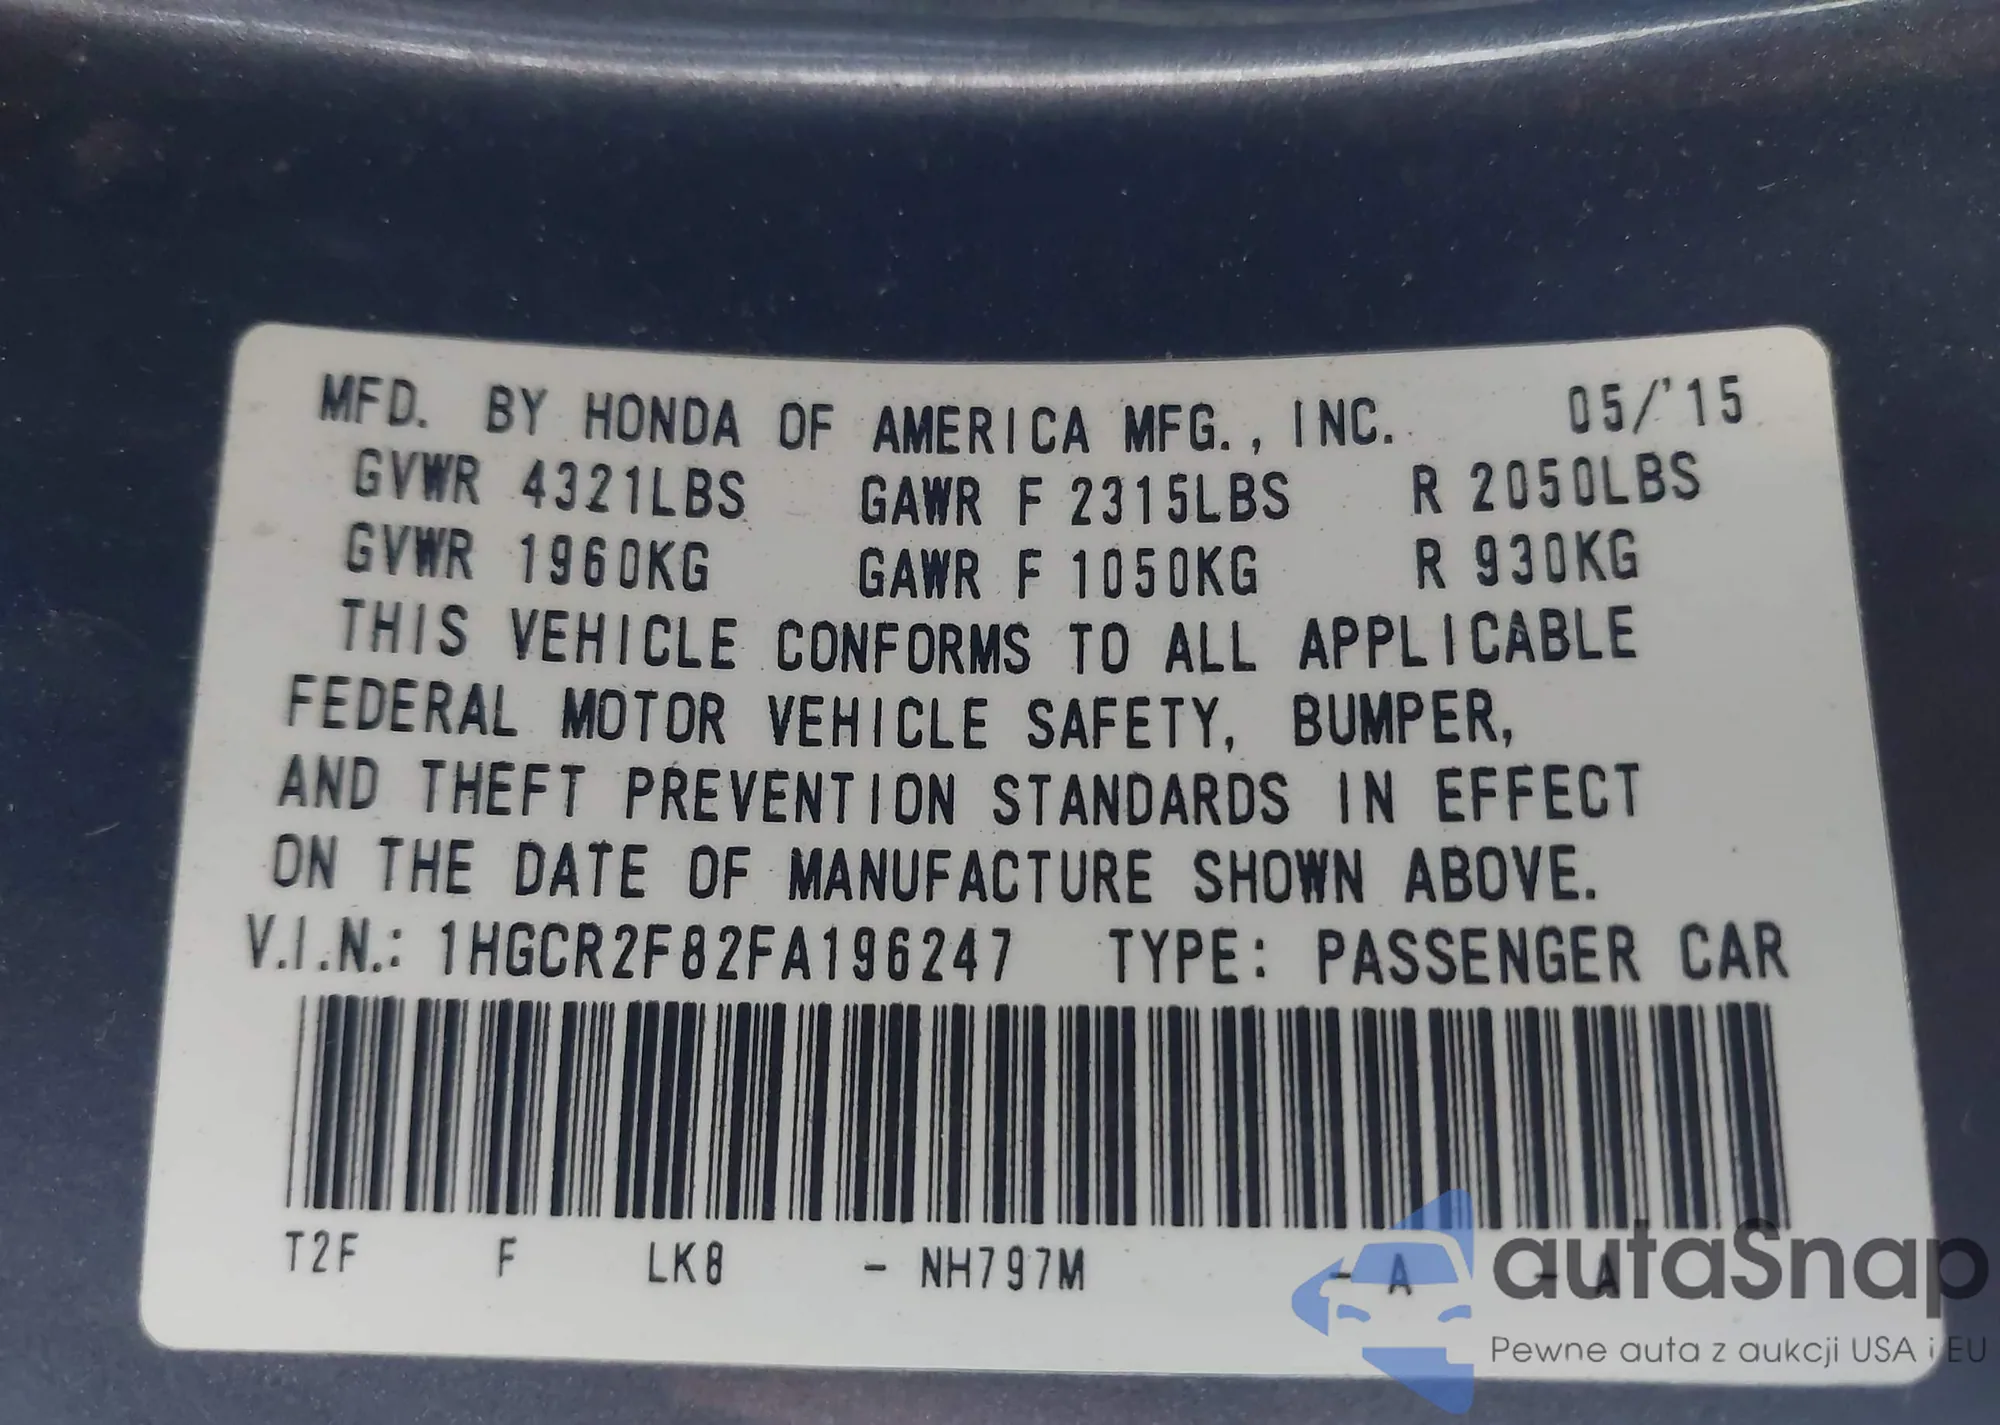 MFD. BY HONDA OF AMERICA MFG., INC. 05/'15
GVWR 4321LBS GAWR F 2315LBS R 2050LBS
GVWR 1960KG GAWR F 1050KG R 930KG
THIS VEHICLE CONFORMS TO ALL APPLICABLE
FEDERAL MOTOR VEHICLE SAFETY, BUMPER,
AND THEFT PREVENTION STANDARDS IN EFFECT
ON THE DATE OF MANUFACTURE SHOWN ABOVE.
V.I.N.: 1HGCR2F82FA196247 TYPE: PASSENGER CAR
T2F F LK8 - NH797M - A - A
autaSnap
Pewne auta z aukcji USA i EU